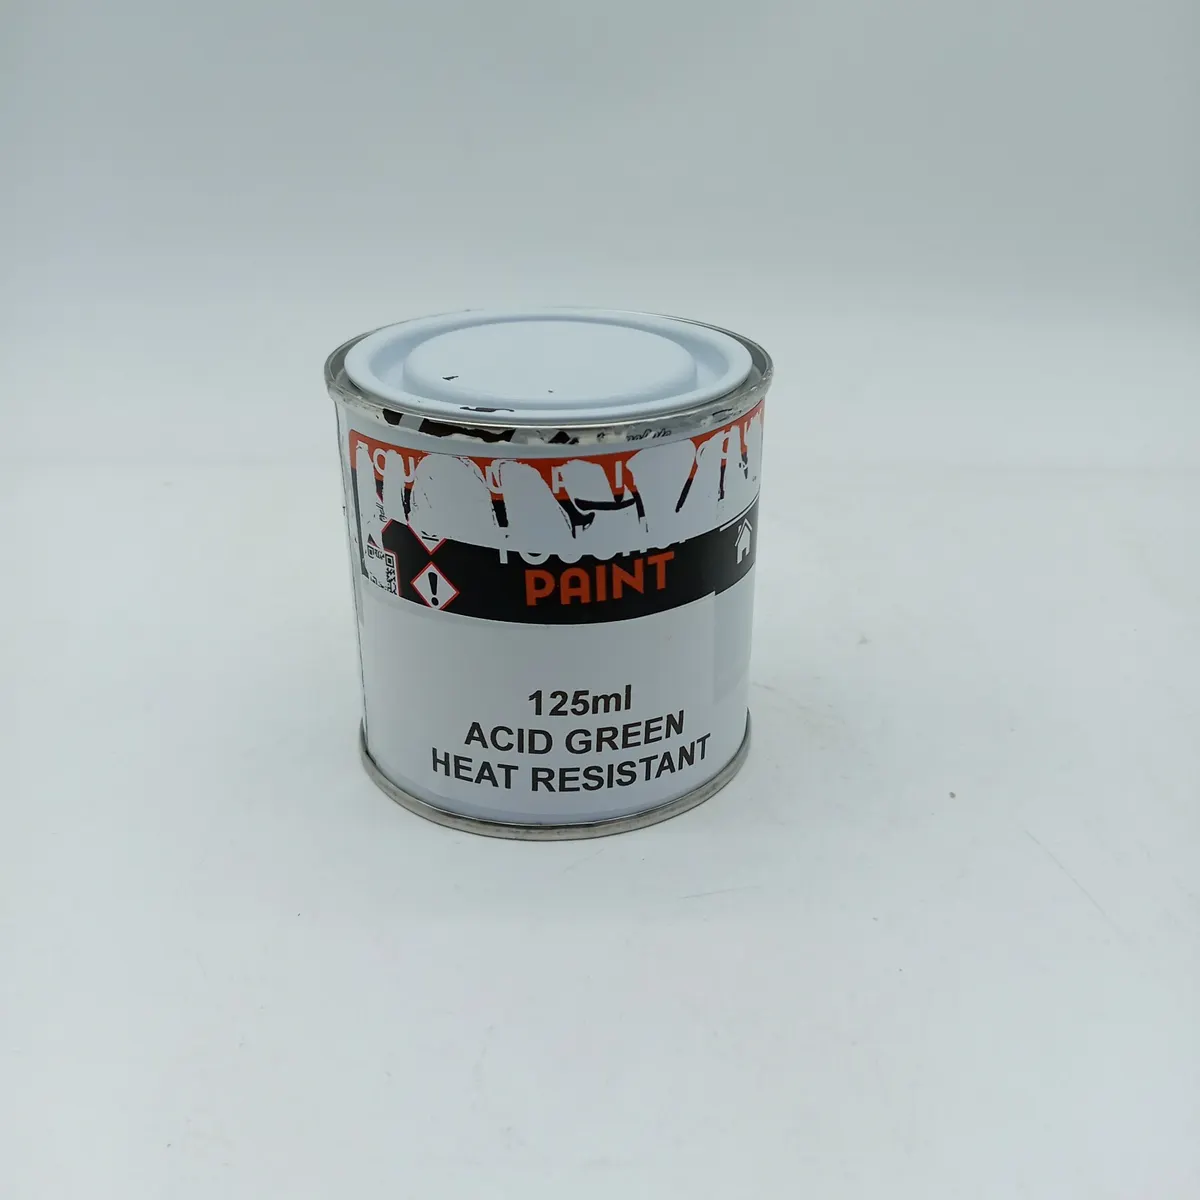 PAINT
125ml
ACID GREEN
HEAT RESISTANT